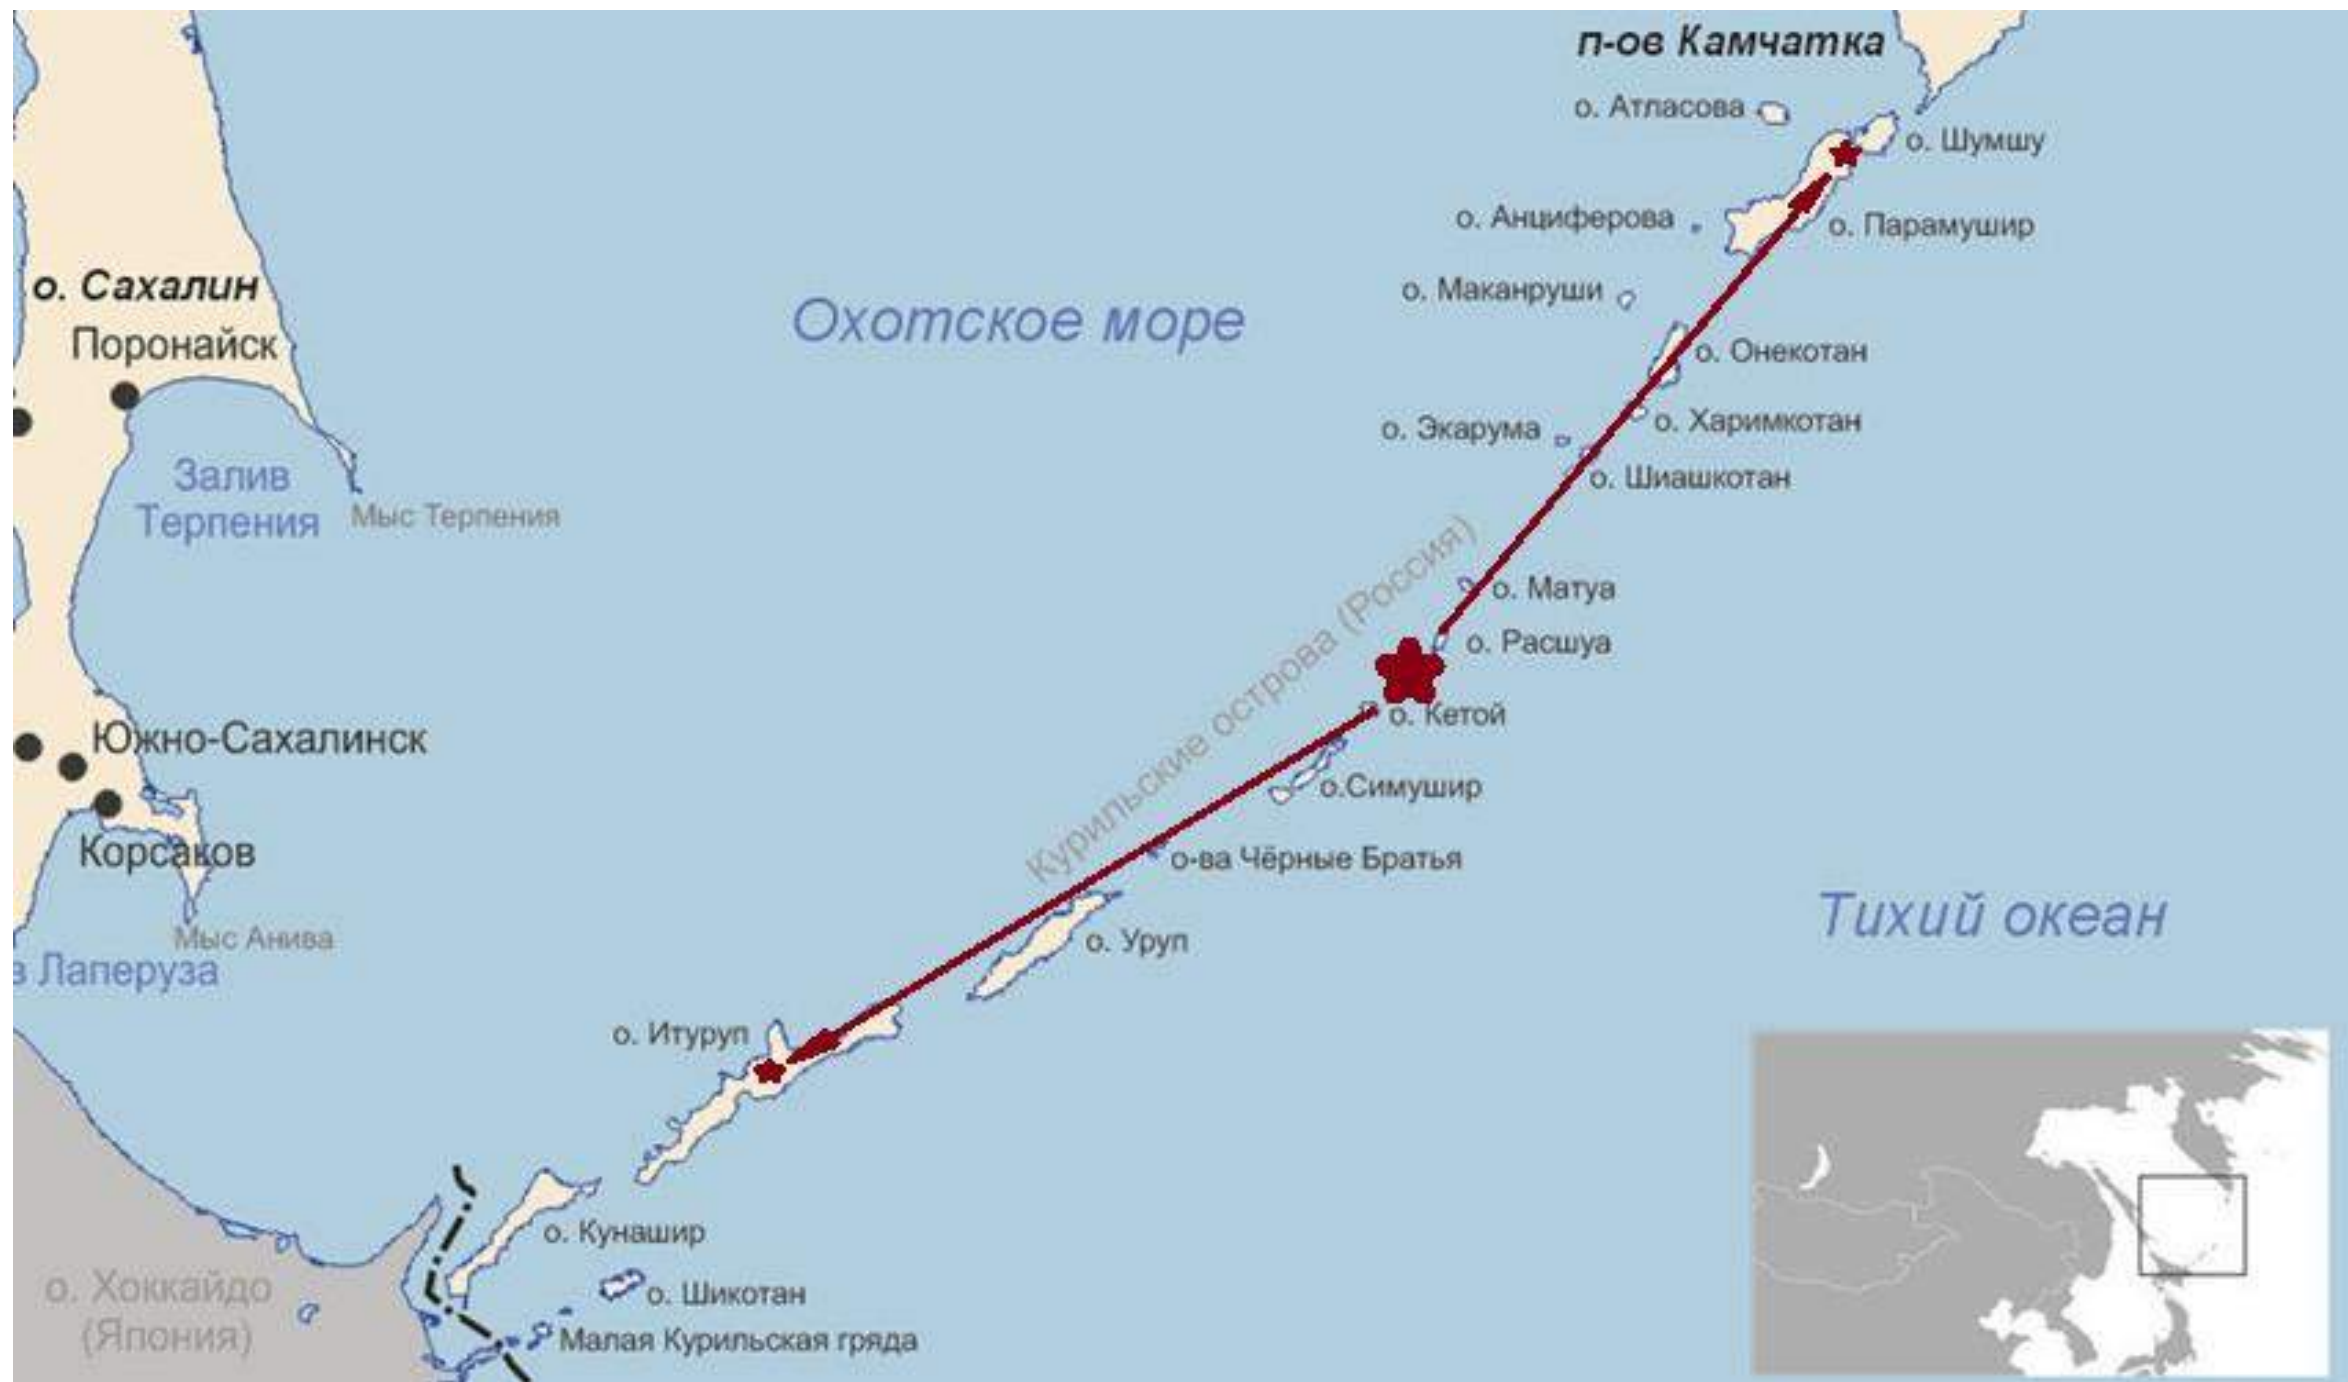 п-ов Камчатка
о. Атласова
о. Шумшу
о. Анциферова
о. Парамушир
о. Сахалин
о. Маканруши
Охотское море
Поронайск
о. Онекотан
о. Экарума
о. Харимкотан
Залив
Терпения
о. Шиашкотан
Мыс Терпения
Курильские острова (Россия)
о. Матуа
о. Расшуа
о. Кетой
Южно-Сахалинск
о.Симушир
Корсаков
о-ва Чёрные Братья
Тихий океан
Мыс Анива
о. Уруп
в Лаперуза
о. Итуруп
о. Кунашир
о. Хоккайдо
(Япония)
о. Шикотан
Малая Курильская гряда